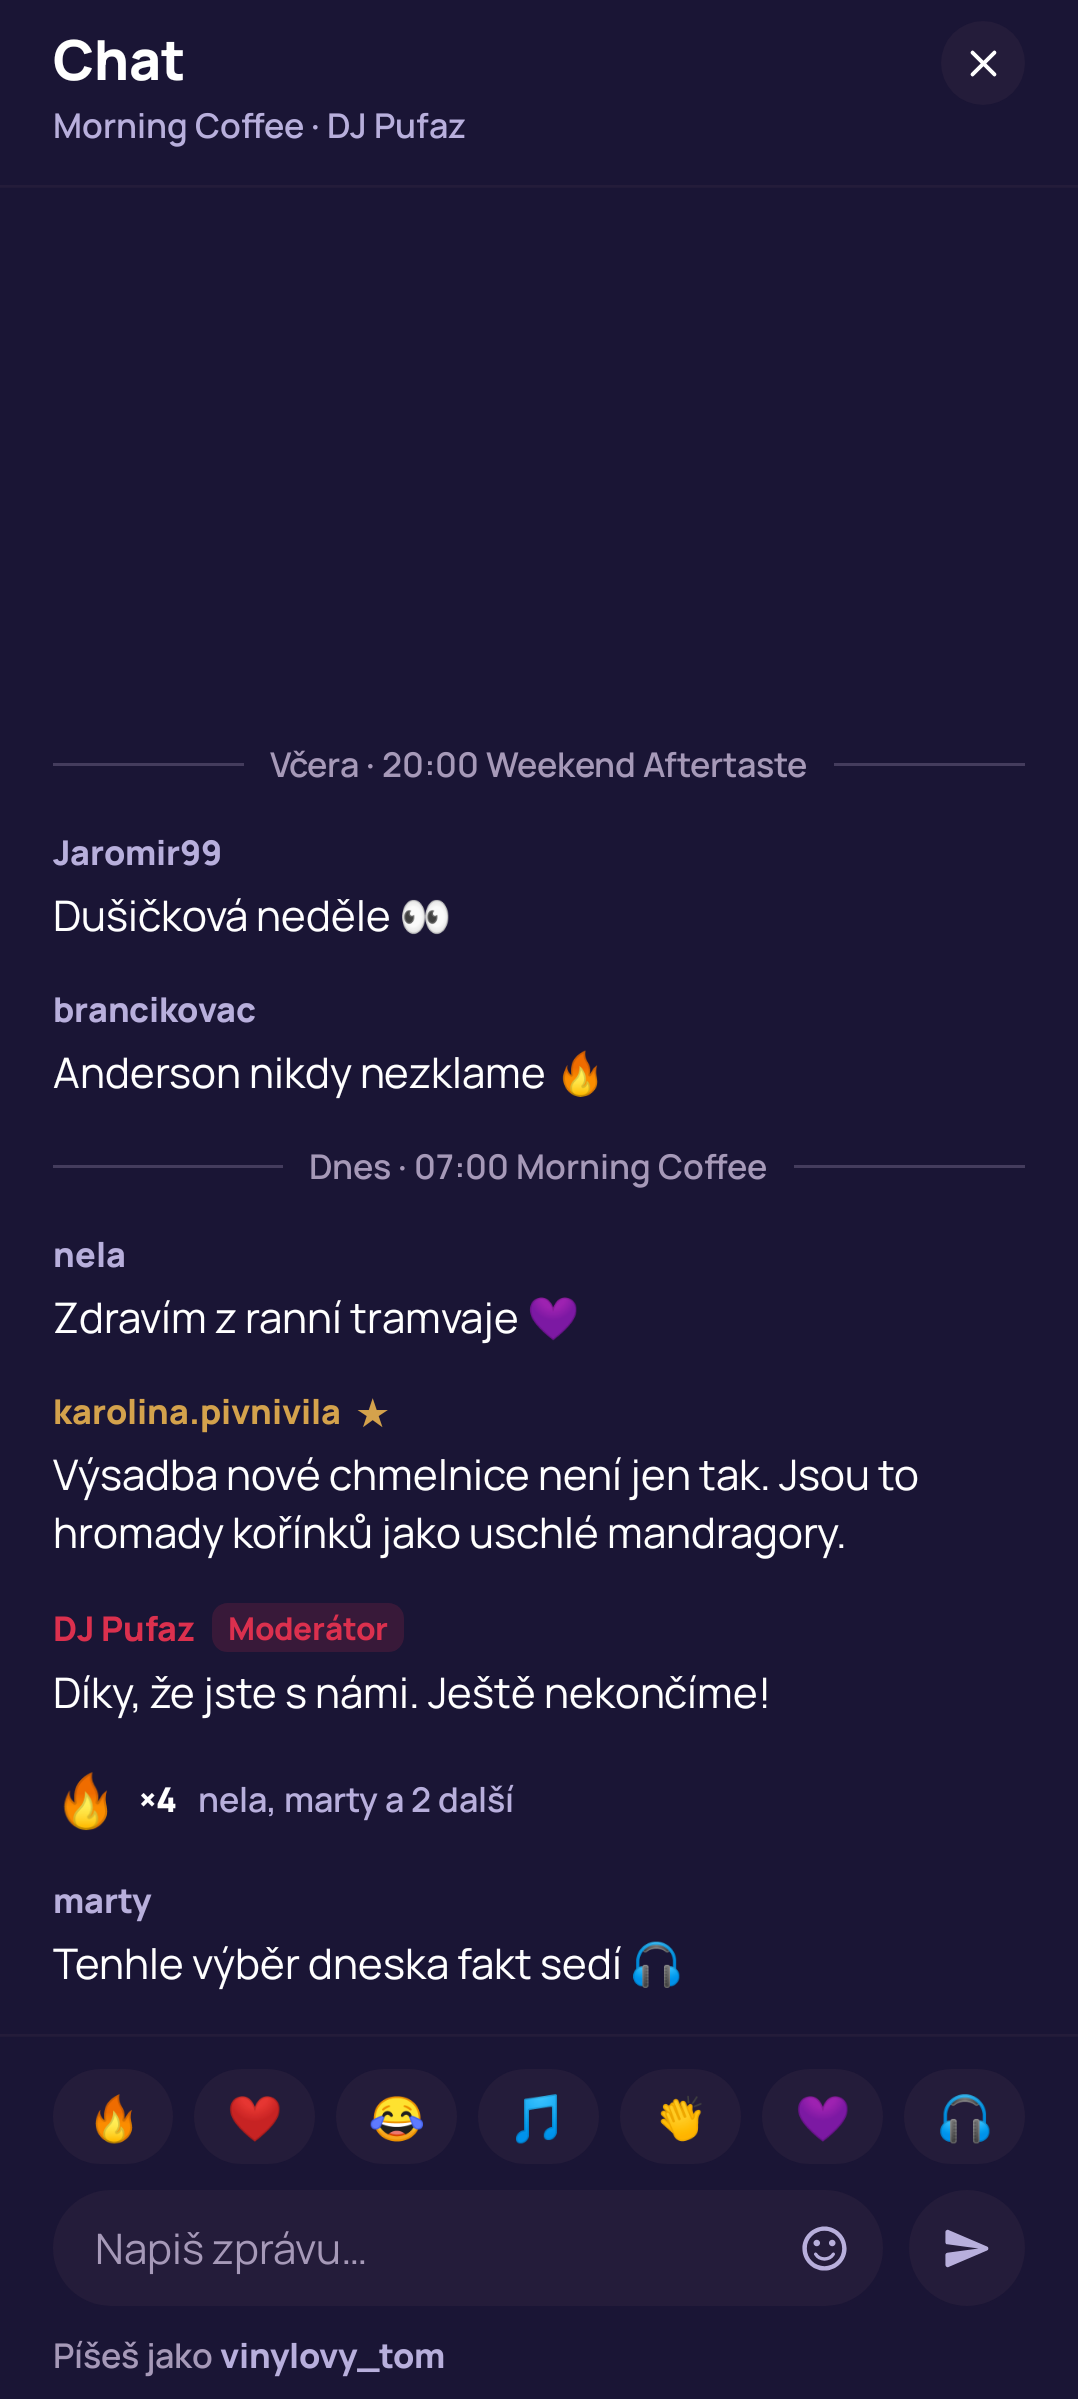 Chat
Morning Coffee · DJ Pufaz
Včera · 20:00 Weekend Aftertaste
Jaromir99
Dušičková neděle 👀
brancikovac
Anderson nikdy nezklame 🔥
Dnes · 07:00 Morning Coffee
nela
Zdravím z ranní tramvaje 💜
karolina.pivnivila ★
Výsadba nové chmelnice není jen tak. Jsou to
hromady kořínků jako uschlé mandragory.
DJ Pufaz Moderátor
Díky, že jste s námi. Ještě nekončíme!
🔥 ×4 nela, marty a 2 další
marty
Tenhle výběr dneska fakt sedí 🎧
🔥 ❤️ 😂 🎵 👏 💜 🎧
Napiš zprávu...
Píšeš jako vinylovy_tom